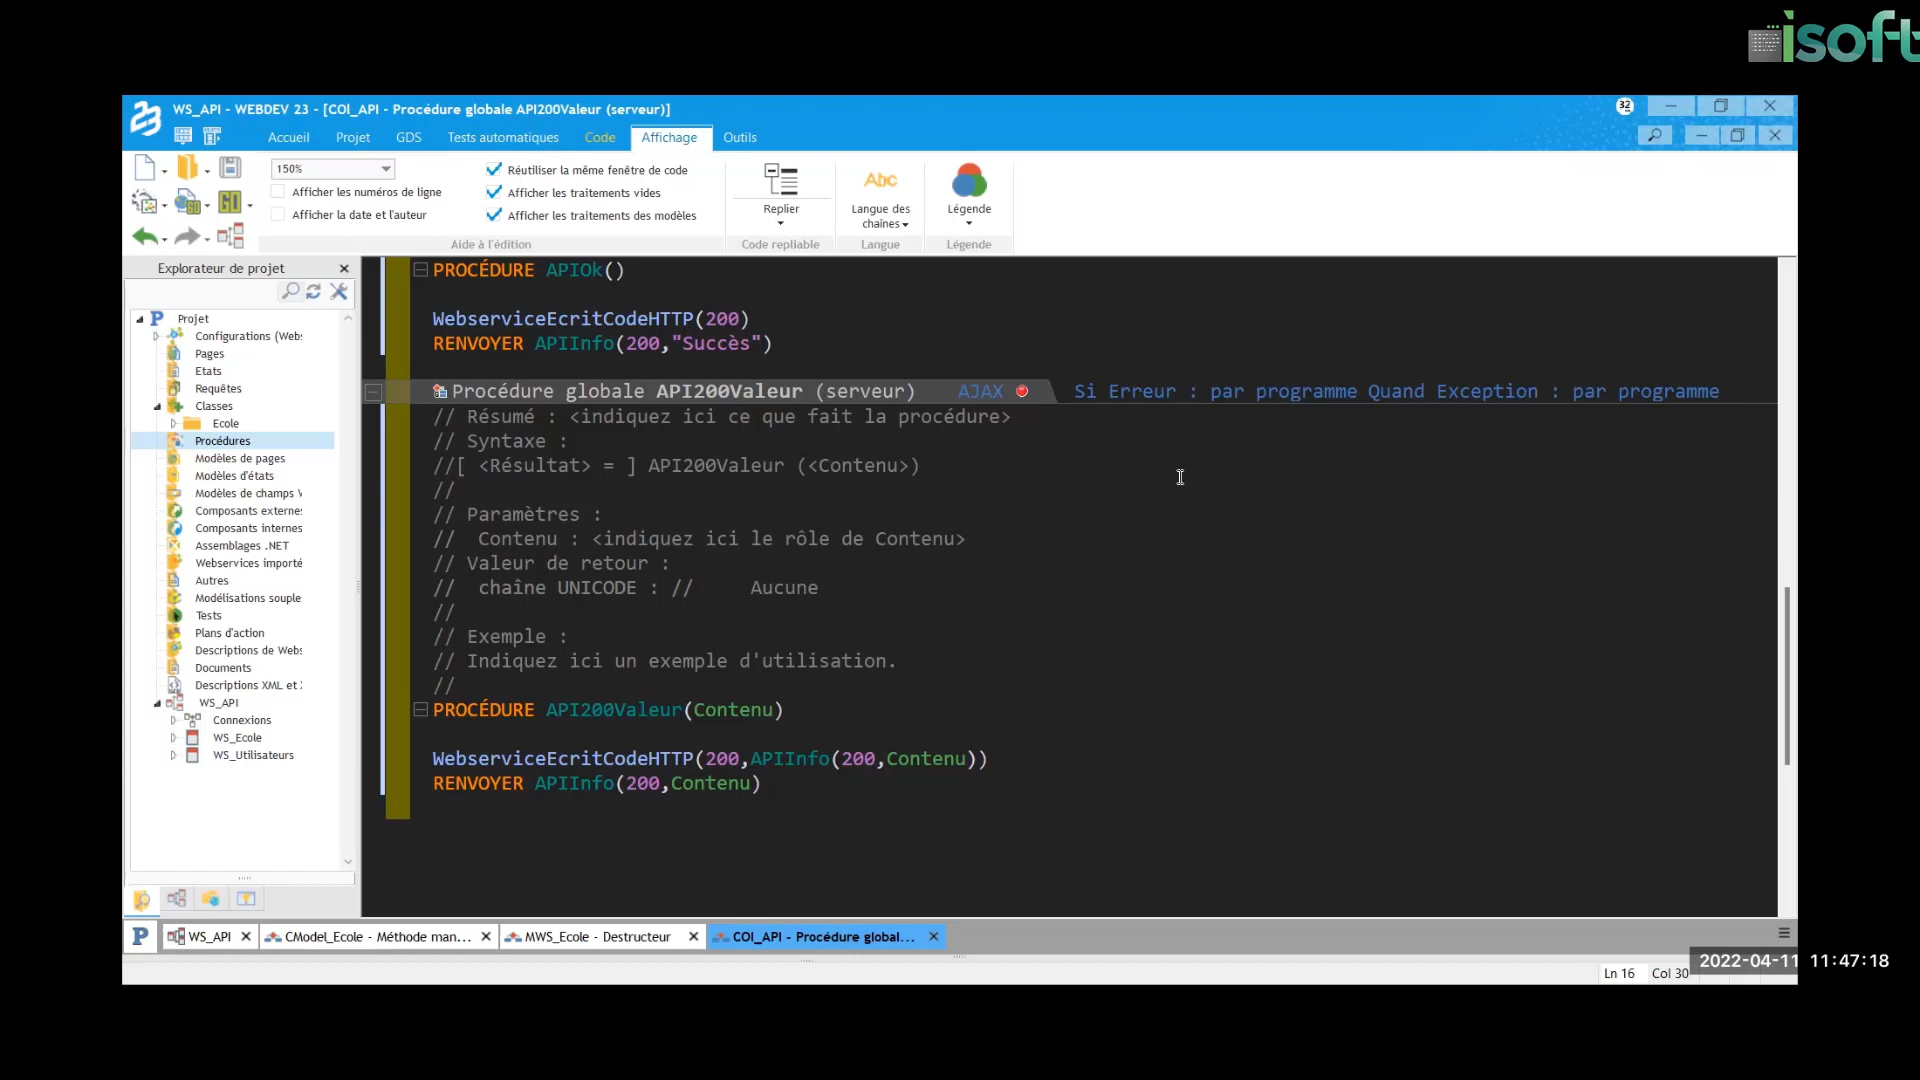 isoft
WS_API - WEBDEV 23 - [COl_API - Procédure globale API200Valeur (serveur)]
32
Accueil Projet GDS Tests automatiques Code Affichage Outils
150%
Afficher les numéros de ligne
Afficher la date et l'auteur
Réutiliser la même fenêtre de code
Afficher les traitements vides
Afficher les traitements des modèles
Aide à l'édition
Replier
Code repliable
Abc
Langue des
chaînes
Langue
Légende
Légende
Explorateur de projet
Projet
Configurations (Webs
Pages
Etats
Requêtes
Classes
Ecole
Procédures
Modèles de pages
Modèles d'états
Modèles de champs W
Composants externes
Composants internes
Assemblages .NET
Webservices importé
Autres
Modélisations souple
Tests
Plans d'action
Descriptions de Webs
Documents
Descriptions XML et X
WS_API
Connexions
WS_Ecole
WS_Utilisateurs
PROCÉDURE APIOk()
WebserviceEcritCodeHTTP(200)
RENVOYER APIInfo(200,"Succès")
Procédure globale API200Valeur (serveur) AJAX Si Erreur : par programme Quand Exception : par programme
// Résumé : <indiquez ici ce que fait la procédure>
// Syntaxe :
//[ <Résultat> = ] API200Valeur (<Contenu>)
//
// Paramètres :
// Contenu : <indiquez ici le rôle de Contenu>
// Valeur de retour :
// chaîne UNICODE : // Aucune
//
// Exemple :
// Indiquez ici un exemple d'utilisation.
//
PROCÉDURE API200Valeur(Contenu)
WebserviceEcritCodeHTTP(200,APIInfo(200,Contenu))
RENVOYER APIInfo(200,Contenu)
P WS_API CModel_Ecole - Méthode man... MWS_Ecole - Destructeur COl_API - Procédure global...
Ln 16 Col 30
2022-04-11 11:47:18